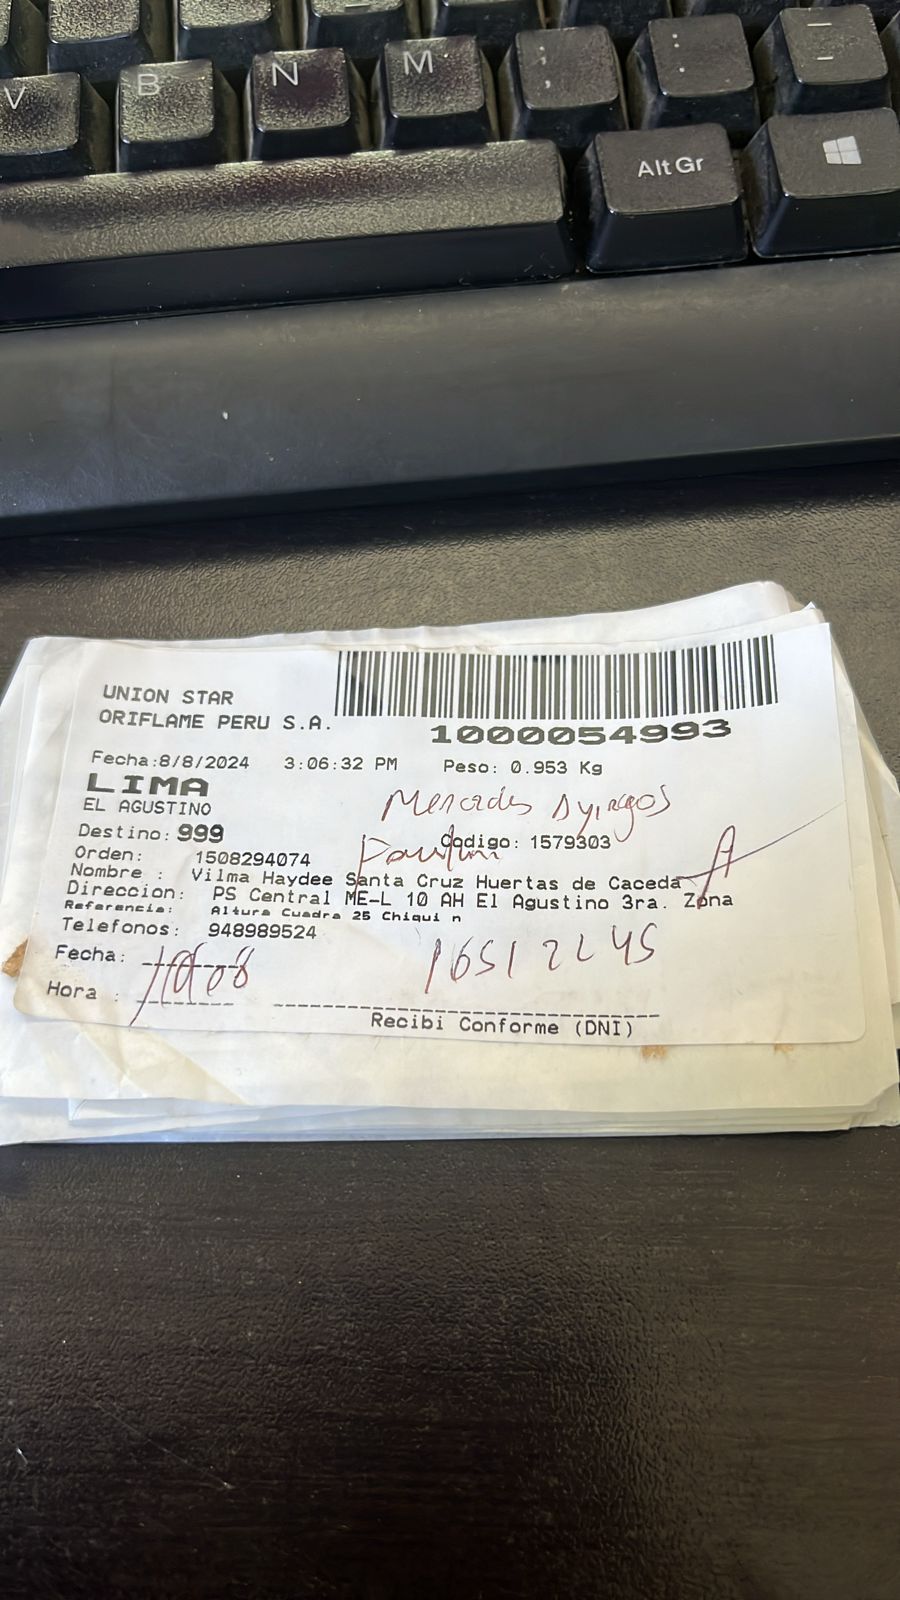 V B N M ; : _ -
, .
Alt Gr
UNION STAR
ORIFLAME PERU S.A.
1000054993
Fecha:8/8/2024 3:06:32 PM Peso: 0.953 Kg
LIMA
EL AGUSTINO
Mercedes
Destino: 999
Codigo: 1579303
Orden: 1508294074
Nombre : Vilma Haydee Santa Cruz Huertas de Caceda
Direccion: PS Central ME-L 10 AH El Agustino 3ra. Zona
Referencia: Altura Cuadra 25 Chiqui n
Telefonos: 948989524
Fecha:
Hora :
Recibi Conforme (DNI)